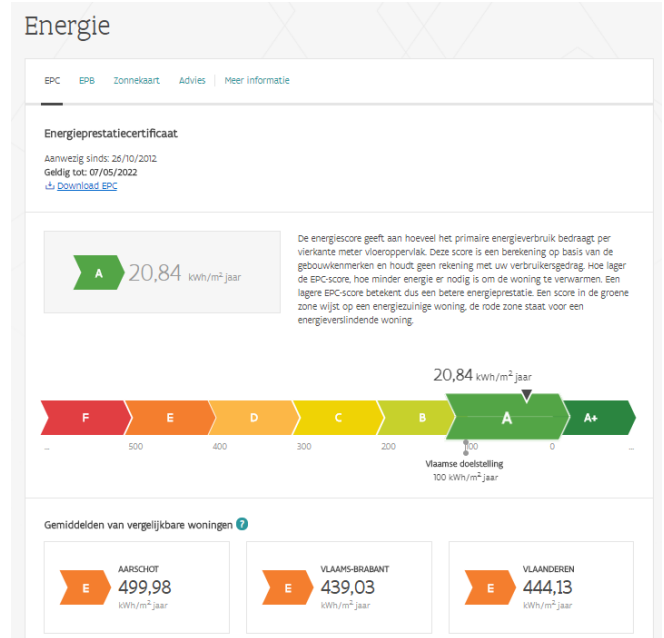 Energie
EPC EPB Zonnekaart Advies Meer informatie
Energieprestatiecertificaat
Aanwezig sinds: 26/10/2012
Geldig tot: 07/05/2022
Download EPC
A 20,84 kWh/m² jaar
De energiescore geeft aan hoeveel het primaire energieverbruik bedraagt per
vierkante meter vloeroppervlak. Deze score is een berekening op basis van de
gebouwkenmerken en houdt geen rekening met uw verbruikersgedrag. Hoe lager
de EPC-score, hoe minder energie er nodig is om de woning te verwarmen. Een
lagere EPC-score betekent dus een betere energieprestatie. Een score in de groene
zone wijst op een energiezuinige woning, de rode zone staat voor een
energieverslindende woning.
20,84 kWh/m² jaar
F E D C B A A+
... 500 400 300 200 100 0 ...
Vlaamse doelstelling
100 kWh/m² jaar
Gemiddelden van vergelijkbare woningen ?
E AARSCHOT
499,98
kWh/m² jaar
E VLAAMS-BRABANT
439,03
kWh/m² jaar
E VLAANDEREN
444,13
kWh/m² jaar